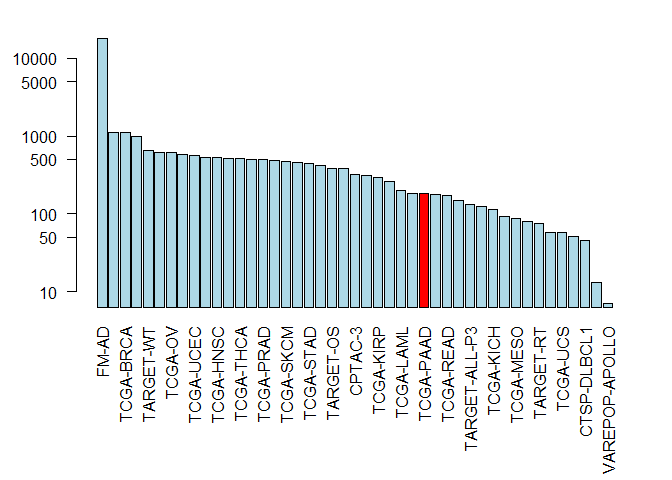 10000
5000
1000
500
100
50
10
FM-AD
TCGA-BRCA
TARGET-WT
TCGA-OV
TCGA-UCEC
TCGA-HNSC
TCGA-THCA
TCGA-PRAD
TCGA-SKCM
TCGA-STAD
TARGET-OS
CPTAC-3
TCGA-KIRP
TCGA-LAML
TCGA-PAAD
TCGA-READ
TARGET-ALL-P3
TCGA-KICH
TCGA-MESO
TARGET-RT
TCGA-UCS
CTSP-DLBCL1
VAREPOP-APOLLO